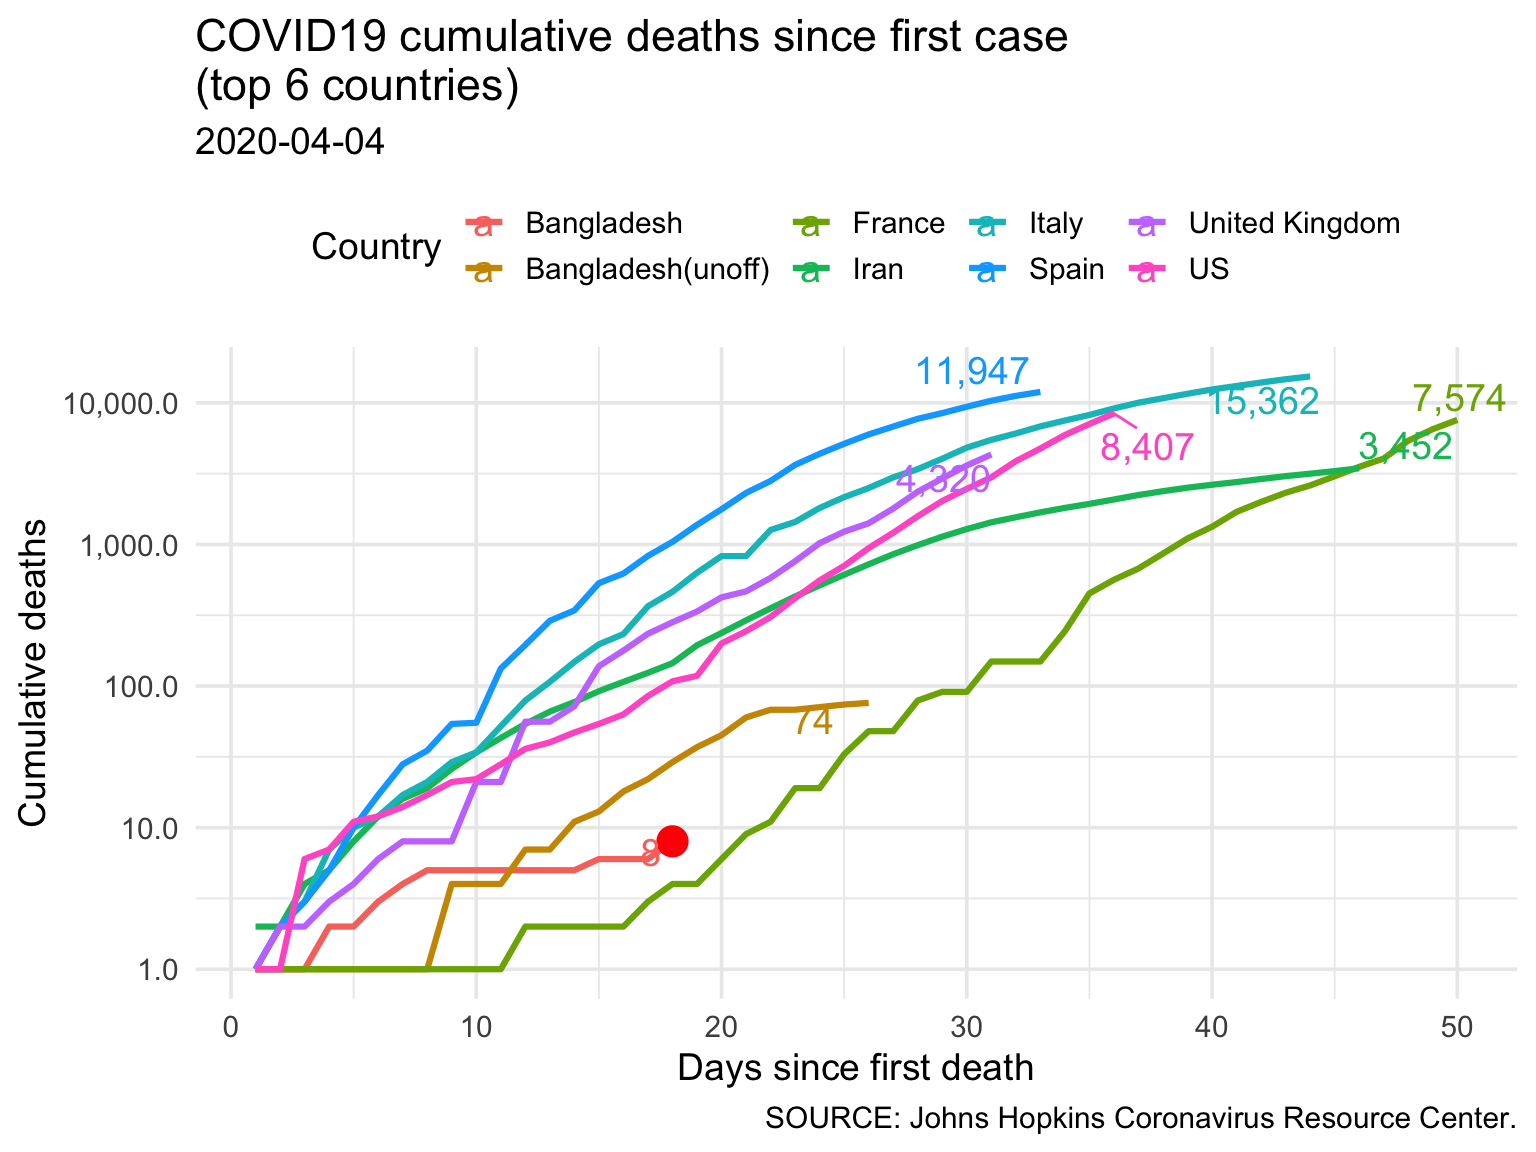 COVID19 cumulative deaths since first case
(top 6 countries)
2020-04-04
Country
a Bangladesh a France a Italy a United Kingdom
a Bangladesh(unoff) a Iran a Spain a US
11,947
15,362
7,574
3,452
8,407
4,320
74
8
10,000.0
1,000.0
100.0
10.0
1.0
Cumulative deaths
0 10 20 30 40 50
Days since first death
SOURCE: Johns Hopkins Coronavirus Resource Center.